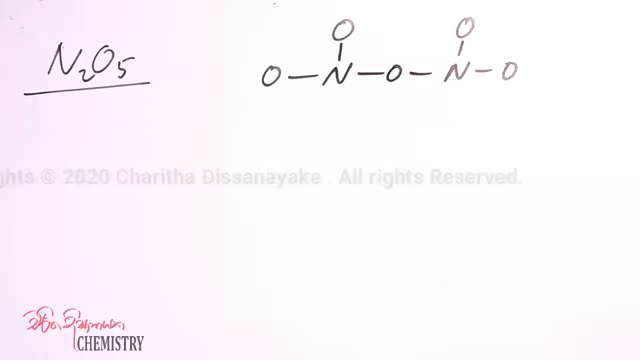 N₂O₅
O O
O — N — O — N — O
ghts © 2020 Charitha Dissanayake . All rights Reserved.
CHEMISTRY